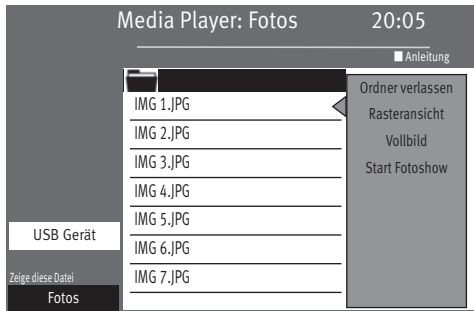 Media Player: Fotos 20:05
Anleitung
IMG 1.JPG
IMG 2.JPG
IMG 3.JPG
IMG 4.JPG
IMG 5.JPG
IMG 6.JPG
IMG 7.JPG
Ordner verlassen
Rasteransicht
Vollbild
Start Fotoshow
USB Gerät
Zeige diese Datei
Fotos